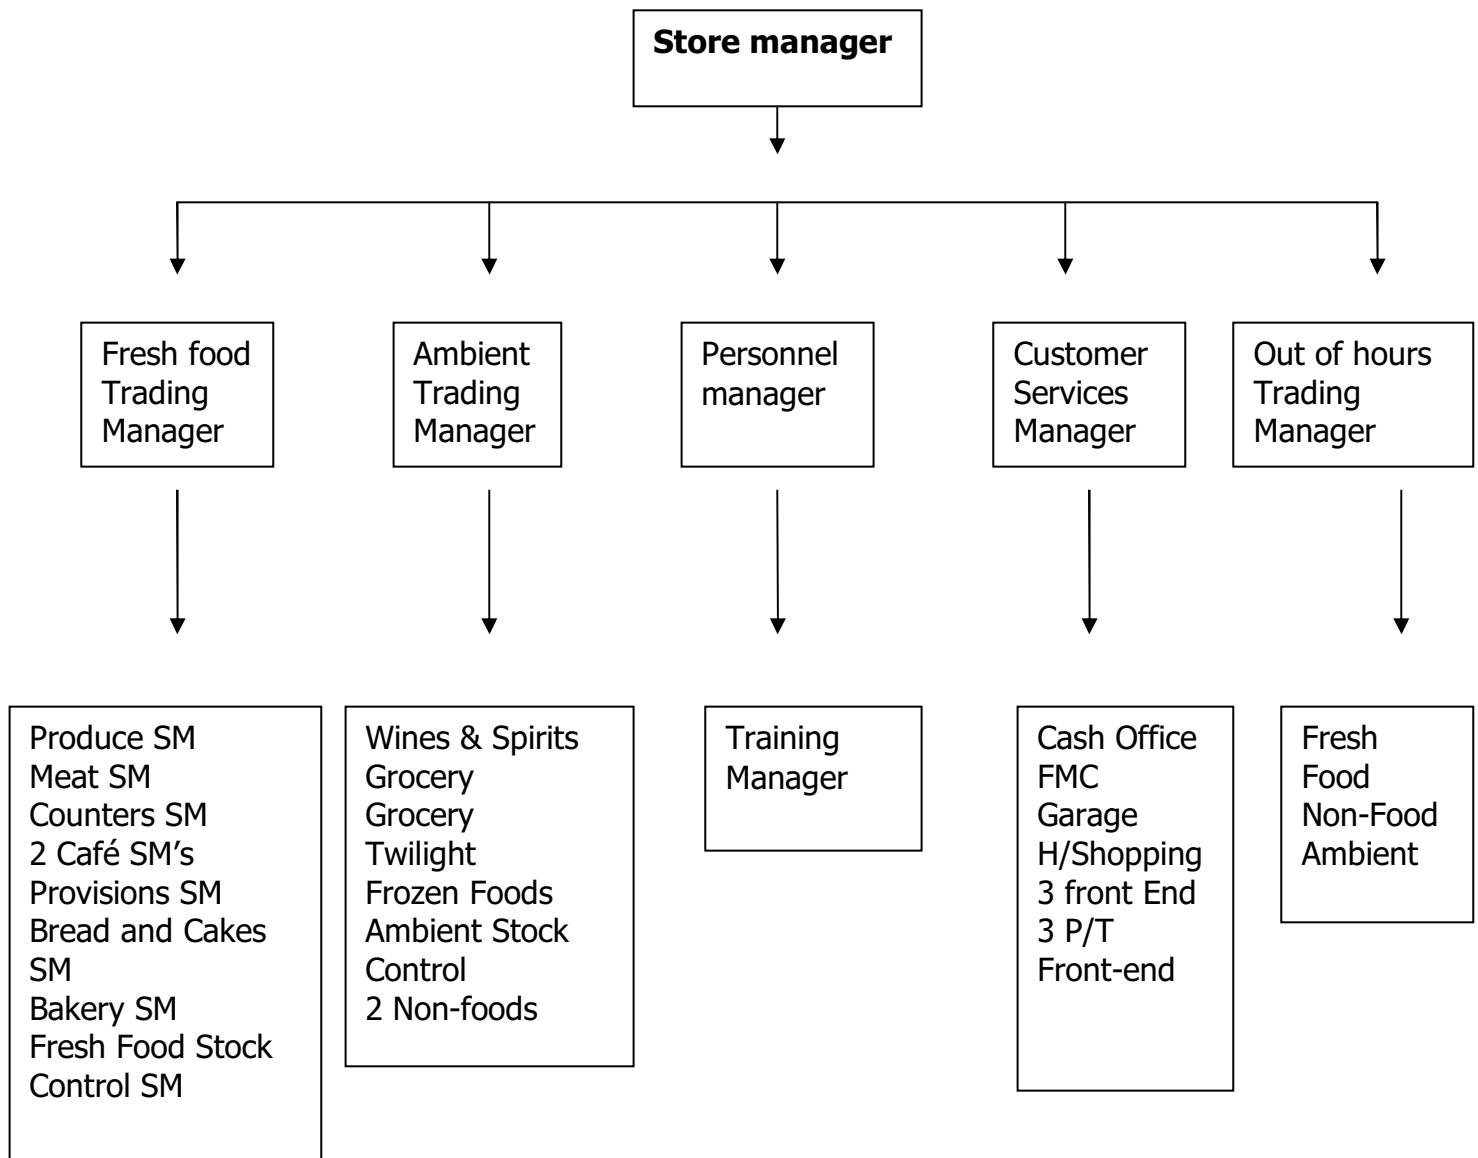 Store manager
Fresh food
Trading
Manager
Ambient
Trading
Manager
Personnel
manager
Customer
Services
Manager
Out of hours
Trading
Manager
Produce SM
Meat SM
Counters SM
2 Café SM’s
Provisions SM
Bread and Cakes
SM
Bakery SM
Fresh Food Stock
Control SM
Wines & Spirits
Grocery
Grocery
Twilight
Frozen Foods
Ambient Stock
Control
2 Non-foods
Training
Manager
Cash Office
FMC
Garage
H/Shopping
3 front End
3 P/T
Front-end
Fresh
Food
Non-Food
Ambient